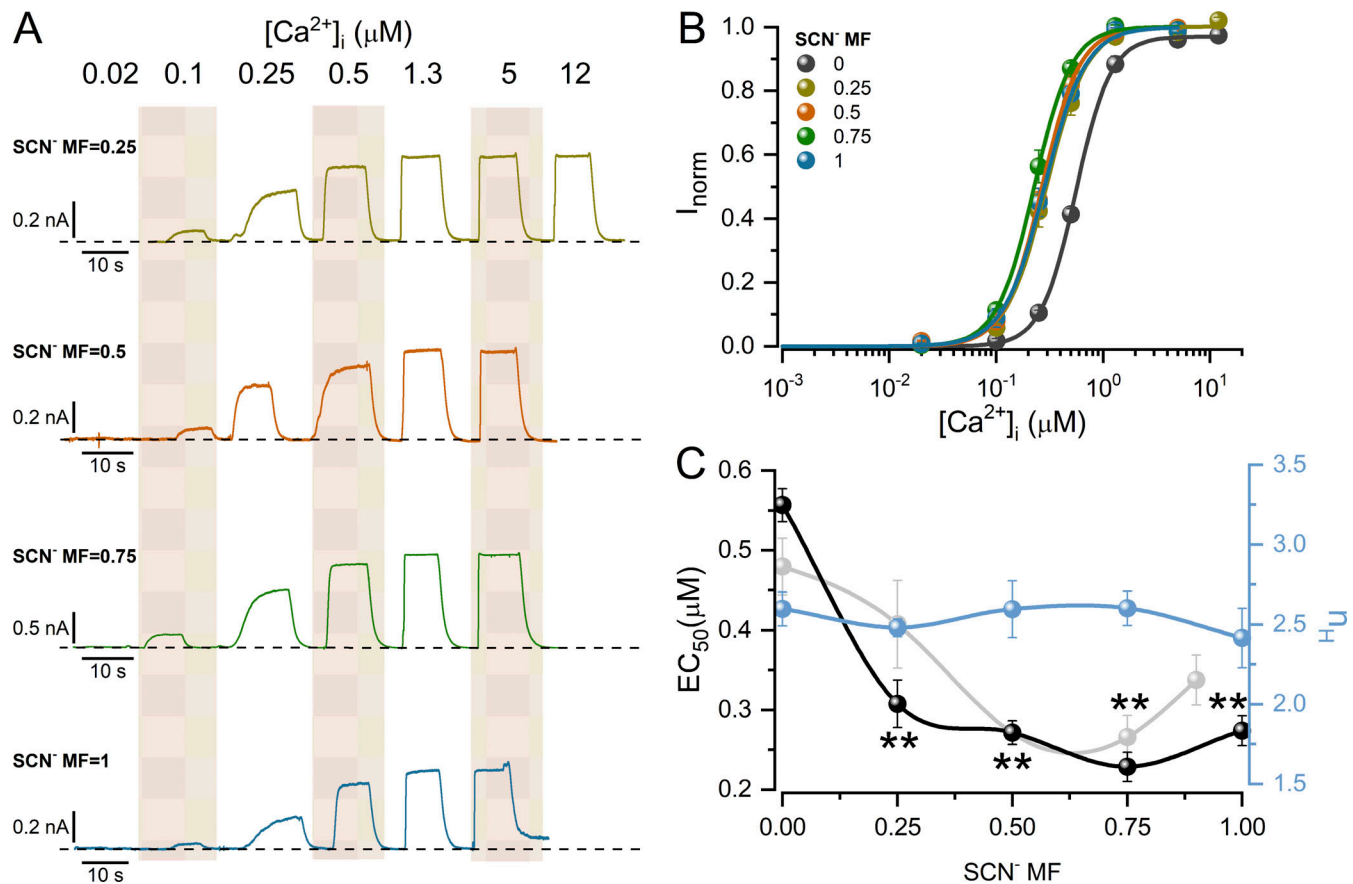 A
[Ca²⁺]ᵢ (μM)
0.02 0.1 0.25 0.5 1.3 5 12
SCN⁻ MF=0.25
0.2 nA
10 s
SCN⁻ MF=0.5
0.2 nA
10 s
SCN⁻ MF=0.75
0.5 nA
10 s
SCN⁻ MF=1
0.2 nA
10 s
B
SCN⁻ MF
0
0.25
0.5
0.75
1
1.0
0.8
0.6
0.4
0.2
0.0
Iₙₒᵣₘ
10⁻³ 10⁻² 10⁻¹ 10⁰ 10¹
[Ca²⁺]ᵢ (μM)
C
0.6
0.5
0.4
0.3
0.2
EC₅₀(μM)
3.5
3.0
2.5
2.0
1.5
n_H
** ** ** **
0.00 0.25 0.50 0.75 1.00
SCN⁻ MF